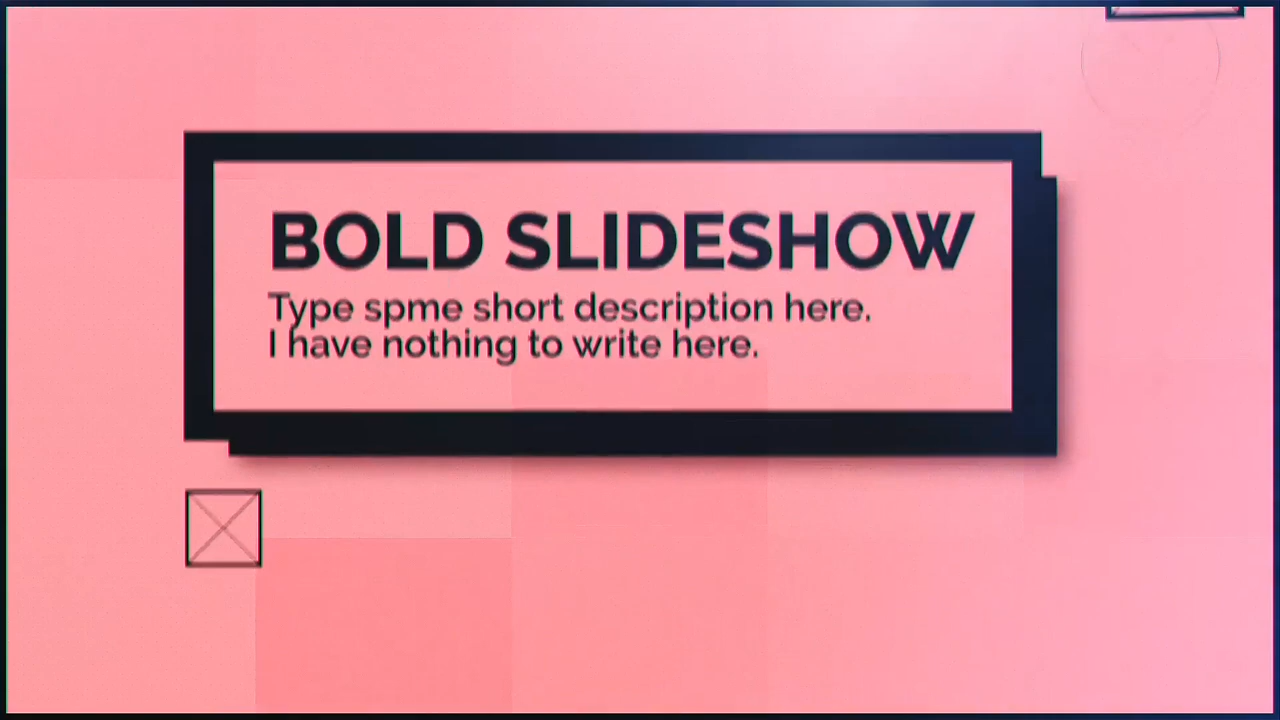 BOLD SLIDESHOW
Type spme short description here.
I have nothing to write here.